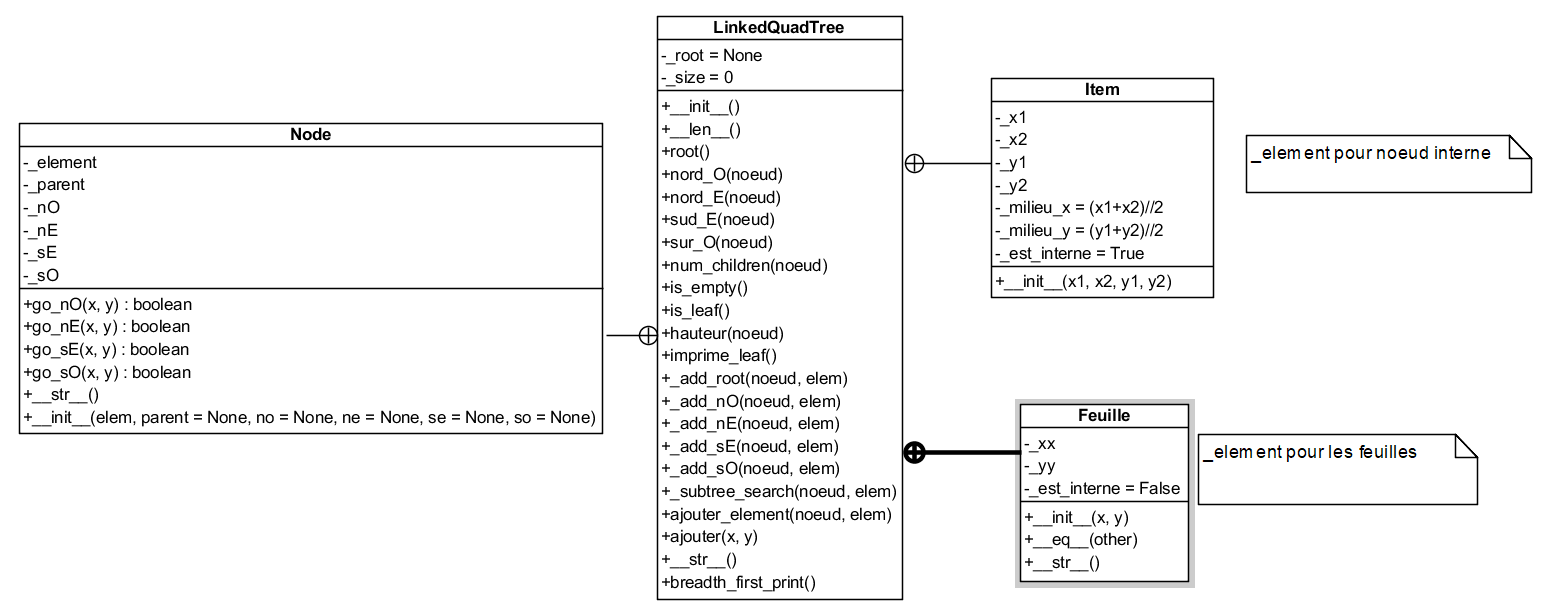 Node
-_element
-_parent
-_nO
-_nE
-_sE
-_sO
+go_nO(x, y) : boolean
+go_nE(x, y) : boolean
+go_sE(x, y) : boolean
+go_sO(x, y) : boolean
+__str__()
+__init__(elem, parent = None, no = None, ne = None, se = None, so = None)
LinkedQuadTree
-_root = None
-_size = 0
+__init__()
+__len__()
+root()
+nord_O(noeud)
+nord_E(noeud)
+sud_E(noeud)
+sur_O(noeud)
+num_children(noeud)
+is_empty()
+is_leaf()
+hauteur(noeud)
+imprime_leaf()
+_add_root(noeud, elem)
+_add_nO(noeud, elem)
+_add_nE(noeud, elem)
+_add_sE(noeud, elem)
+_add_sO(noeud, elem)
+_subtree_search(noeud, elem)
+ajouter_element(noeud, elem)
+ajouter(x, y)
+__str__()
+breadth_first_print()
Item
-_x1
-_x2
-_y1
-_y2
-_milieu_x = (x1+x2)//2
-_milieu_y = (y1+y2)//2
-_est_interne = True
+__init__(x1, x2, y1, y2)
_element pour noeud interne
Feuille
-_xx
-_yy
-_est_interne = False
+__init__(x, y)
+__eq__(other)
+__str__()
_element pour les feuilles